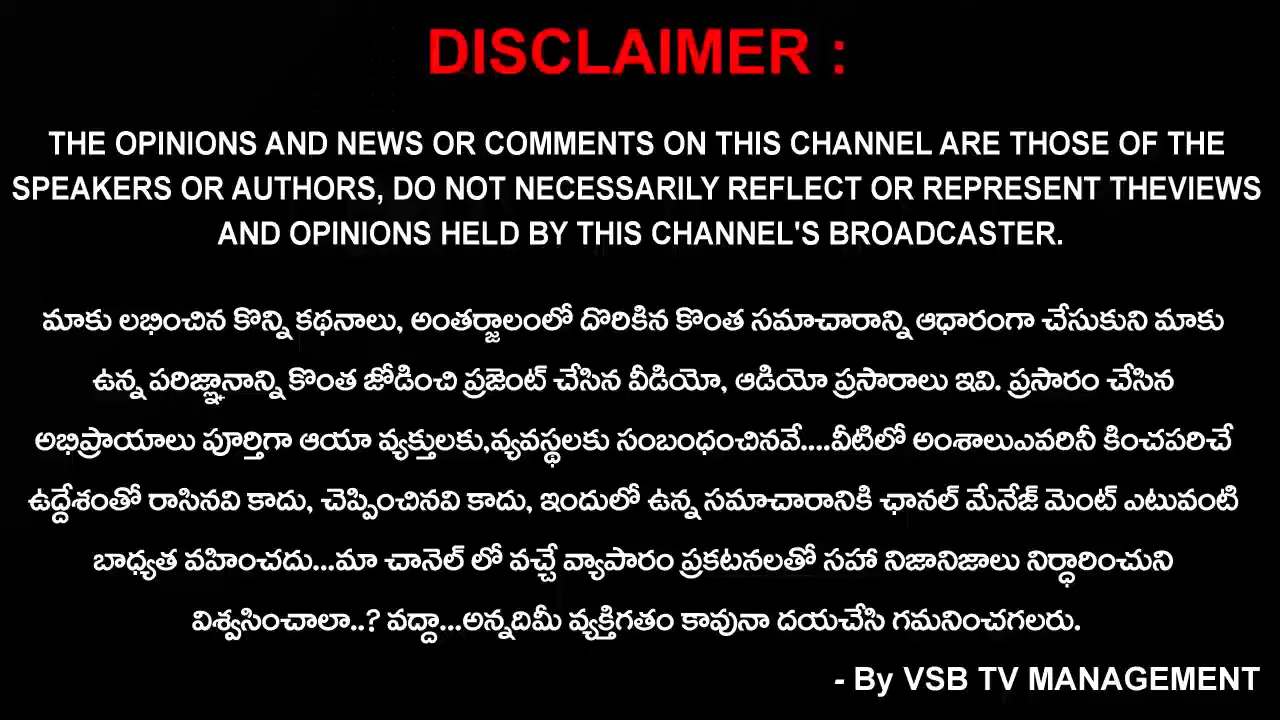 DISCLAIMER :
THE OPINIONS AND NEWS OR COMMENTS ON THIS CHANNEL ARE THOSE OF THE
SPEAKERS OR AUTHORS, DO NOT NECESSARILY REFLECT OR REPRESENT THEVIEWS
AND OPINIONS HELD BY THIS CHANNEL'S BROADCASTER.
మాకు లభించిన కొన్ని కథనాలు, అంతర్జాలంలో దొరికిన కొంత సమాచారాన్ని ఆధారంగా చేసుకుని మాకు
ఉన్న పరిజ్ఞానాన్ని కొంత జోడించి ప్రజెంట్ చేసిన వీడియో, ఆడియో ప్రసారాలు ఇవి. ప్రసారం చేసిన
అభిప్రాయాలు పూర్తిగా ఆయా వ్యక్తులకు,వ్యవస్థలకు సంబంధంచినవే....వీటిలో అంశాలుఎవరినీ కించపరిచే
ఉద్దేశంతో రాసినవి కాదు, చెప్పించినవి కాదు, ఇందులో ఉన్న సమాచారానికి ఛానల్ మేనేజ్ మెంట్ ఎటువంటి
బాధ్యత వహించదు...మా చానెల్ లో వచ్చే వ్యాపారం ప్రకటనలతో సహా నిజానిజాలు నిర్ధారించుని
విశ్వసించాలా..? వద్దా...అన్నదిమీ వ్యక్తిగతం కావునా దయచేసి గమనించగలరు.
- By VSB TV MANAGEMENT